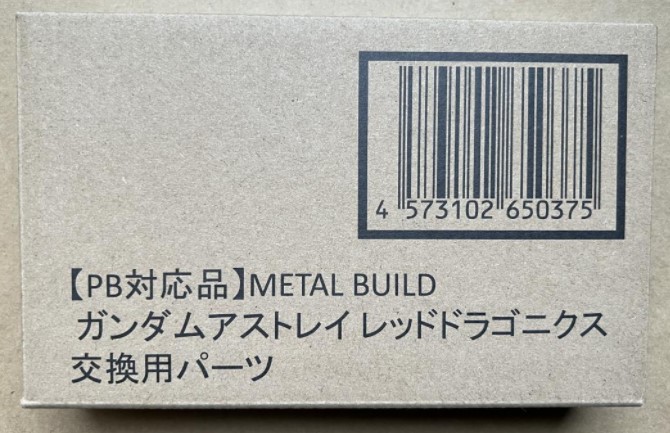 4 573102 650375
【PB対応品】METAL BUILD
ガンダムアストレイ レッドドラゴニクス
交換用パーツ